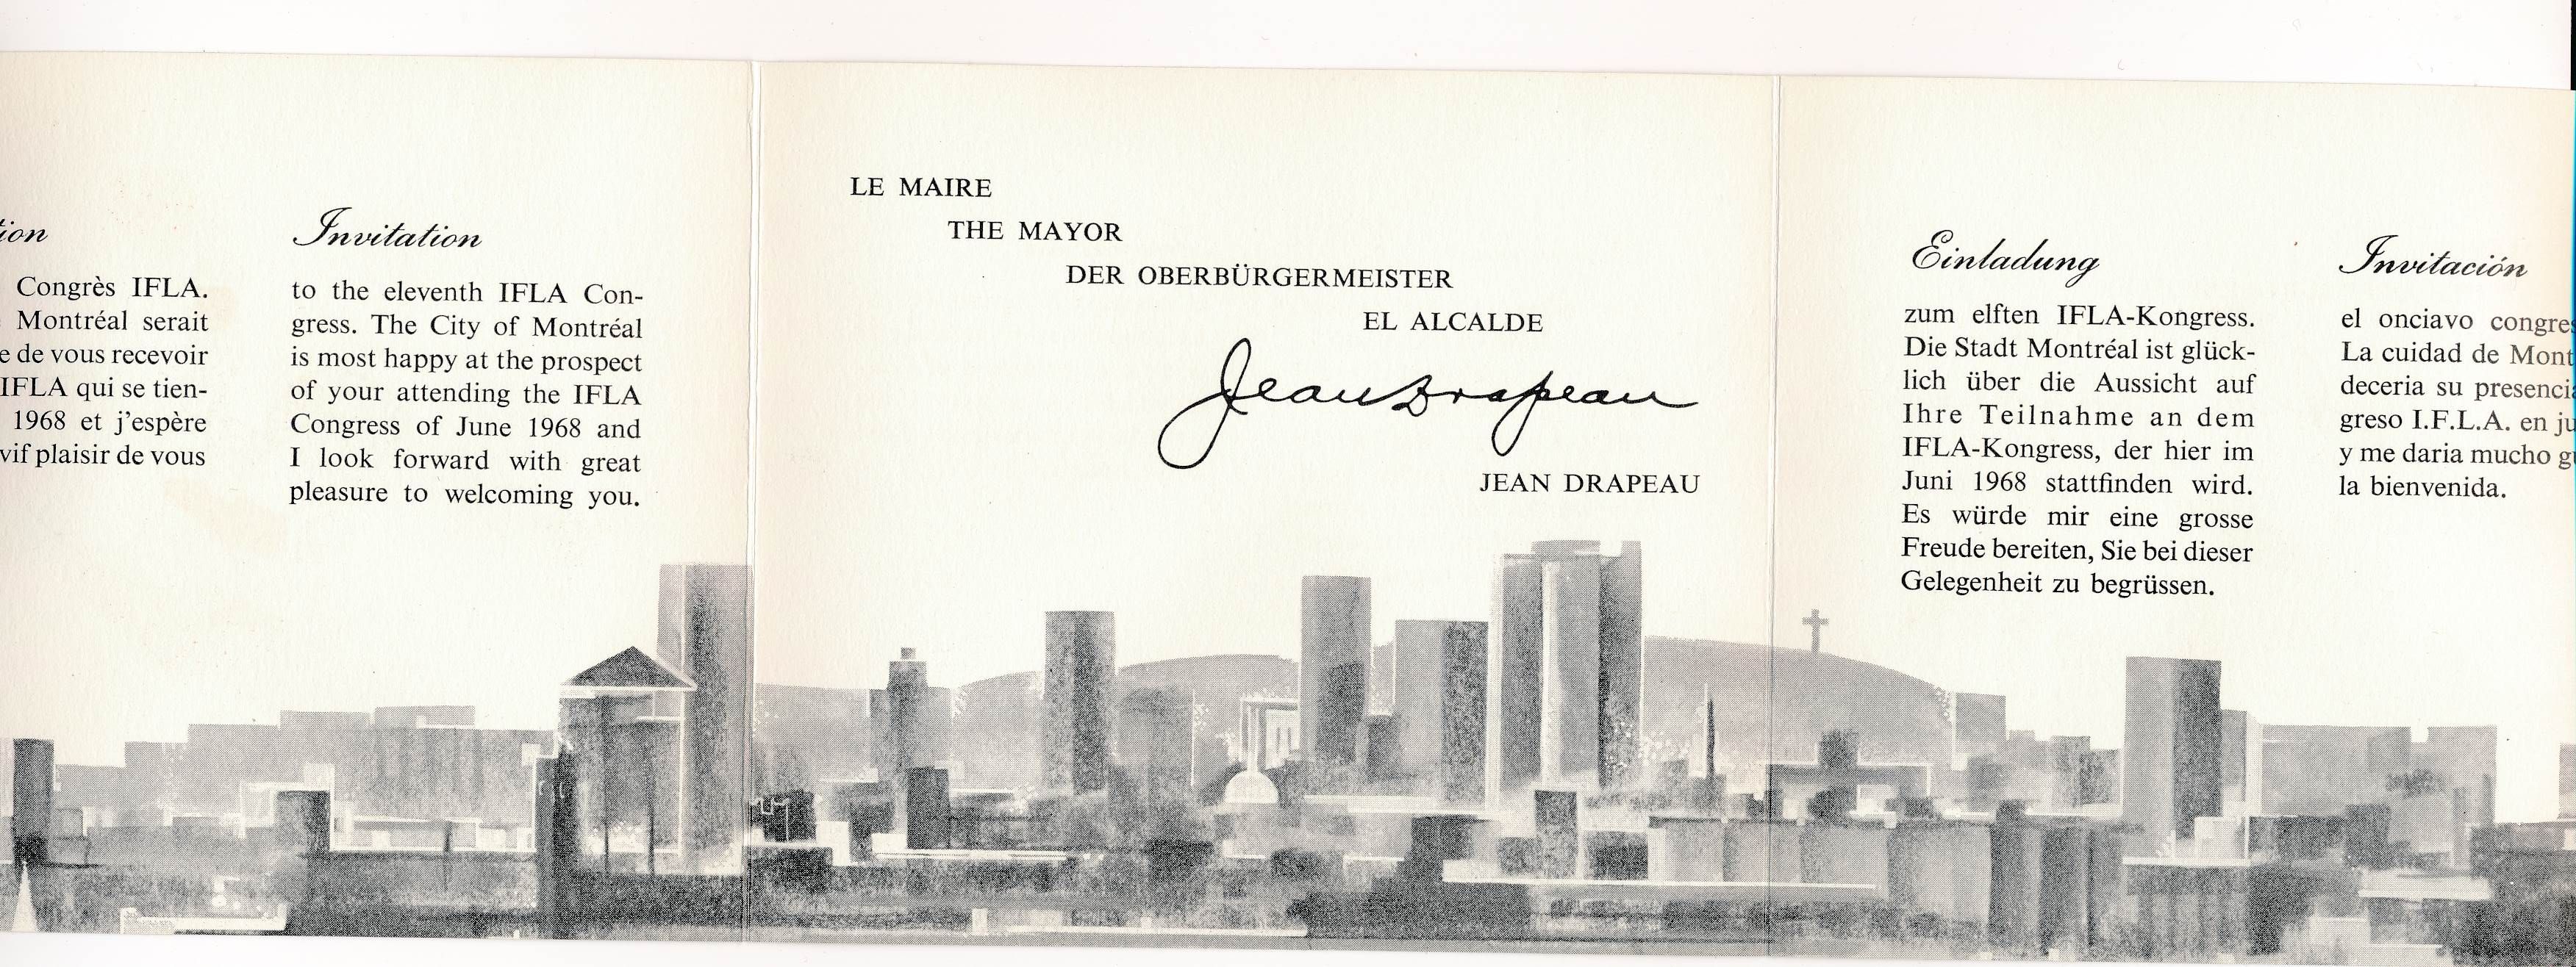 tion
Congrès IFLA.
Montréal serait
e de vous recevoir
IFLA qui se tien-
1968 et j'espère
vif plaisir de vous
Invitation
to the eleventh IFLA Con-
gress. The City of Montréal
is most happy at the prospect
of your attending the IFLA
Congress of June 1968 and
I look forward with great
pleasure to welcoming you.
LE MAIRE
THE MAYOR
DER OBERBÜRGERMEISTER
EL ALCALDE
Jean Drapeau
JEAN DRAPEAU
Einladung
zum elften IFLA-Kongress.
Die Stadt Montréal ist glück-
lich über die Aussicht auf
Ihre Teilnahme an dem
IFLA-Kongress, der hier im
Juni 1968 stattfinden wird.
Es würde mir eine grosse
Freude bereiten, Sie bei dieser
Gelegenheit zu begrüssen.
Invitación
el onciavo congres
La cuidad de Mont
deceria su presencia
greso I.F.L.A. en ju
y me daria mucho g
la bienvenida.